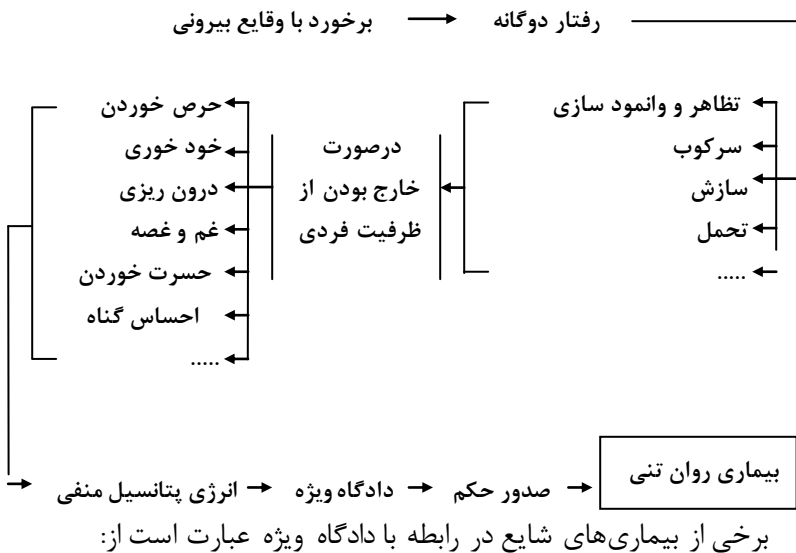 برخورد با وقایع بیرونی → رفتار دوگانه
تظاهر و وانمود سازی
سرکوب
سازش
تحمل
.....
درصورت
خارج بودن از
ظرفیت فردی
حرص خوردن
خود خوری
درون ریزی
غم و غصه
حسرت خوردن
احساس گناه
.....
→ انرژی پتانسیل منفی → دادگاه ویژه → صدور حکم → بیماری روان تنی
برخی از بیماری‌های شایع در رابطه با دادگاه ویژه عبارت است از: